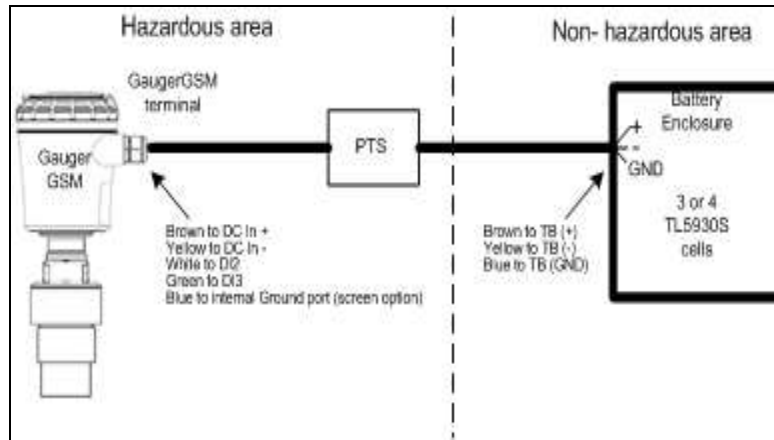 Hazardous area
Non- hazardous area
GaugerGSM
terminal
Gauger
GSM
PTS
Battery
Enclosure
+
--
GND
3 or 4
TL5930S
cells
Brown to DC In +
Yellow to DC In -
White to DI2
Green to DI3
Blue to internal Ground port (screen option)
Brown to TB (+)
Yellow to TB (-)
Blue to TB (GND)